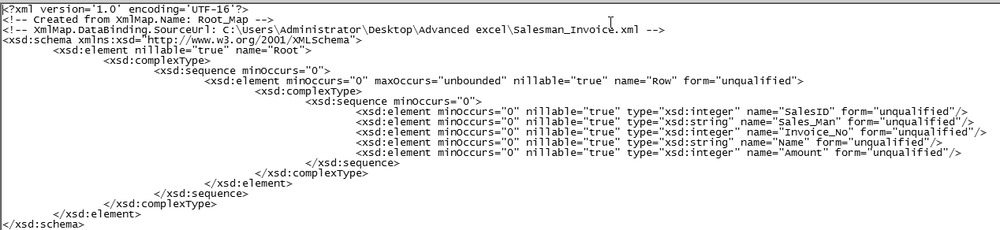 <?xml version='1.0' encoding='UTF-16'?>
<!-- Created from XmlMap.Name: Root_Map -->
<!-- XmlMap.DataBinding.SourceUrl: C:\Users\Administrator\Desktop\Advanced excel\Salesman_Invoice.xml -->
<xsd:schema xmlns:xsd="http://www.w3.org/2001/XMLSchema">
<xsd:element nillable="true" name="Root">
<xsd:complexType>
<xsd:sequence minOccurs="0">
<xsd:element minOccurs="0" maxOccurs="unbounded" nillable="true" name="Row" form="unqualified">
<xsd:complexType>
<xsd:sequence minOccurs="0">
<xsd:element minOccurs="0" nillable="true" type="xsd:integer" name="SalesID" form="unqualified"/>
<xsd:element minOccurs="0" nillable="true" type="xsd:string" name="Sales_Man" form="unqualified"/>
<xsd:element minOccurs="0" nillable="true" type="xsd:integer" name="Invoice_No" form="unqualified"/>
<xsd:element minOccurs="0" nillable="true" type="xsd:string" name="Name" form="unqualified"/>
<xsd:element minOccurs="0" nillable="true" type="xsd:integer" name="Amount" form="unqualified"/>
</xsd:sequence>
</xsd:complexType>
</xsd:element>
</xsd:sequence>
</xsd:complexType>
</xsd:element>
</xsd:schema>